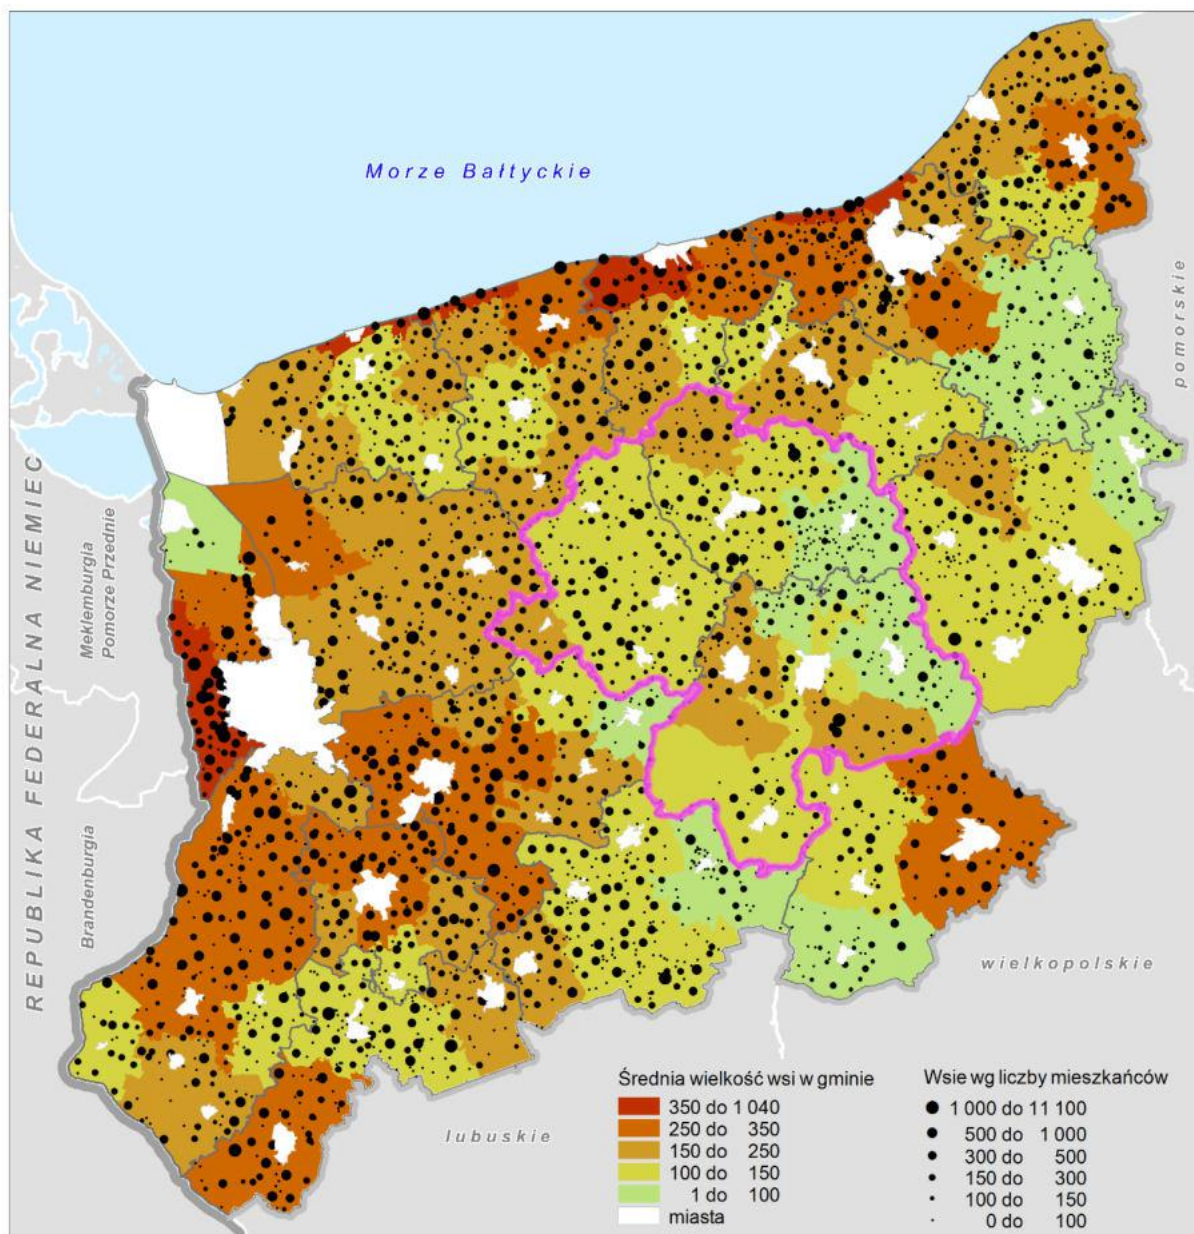 Morze Bałtyckie
pomorskie
REPUBLIKA FEDERALNA NIEMIEC
Meklemburgia
Pomorze Przednie
Brandenburgia
wielkopolskie
lubuskie
Średnia wielkość wsi w gminie
350 do 1 040
250 do 350
150 do 250
100 do 150
1 do 100
miasta
Wsie wg liczby mieszkańców
1 000 do 11 100
500 do 1 000
300 do 500
150 do 300
100 do 150
0 do 100